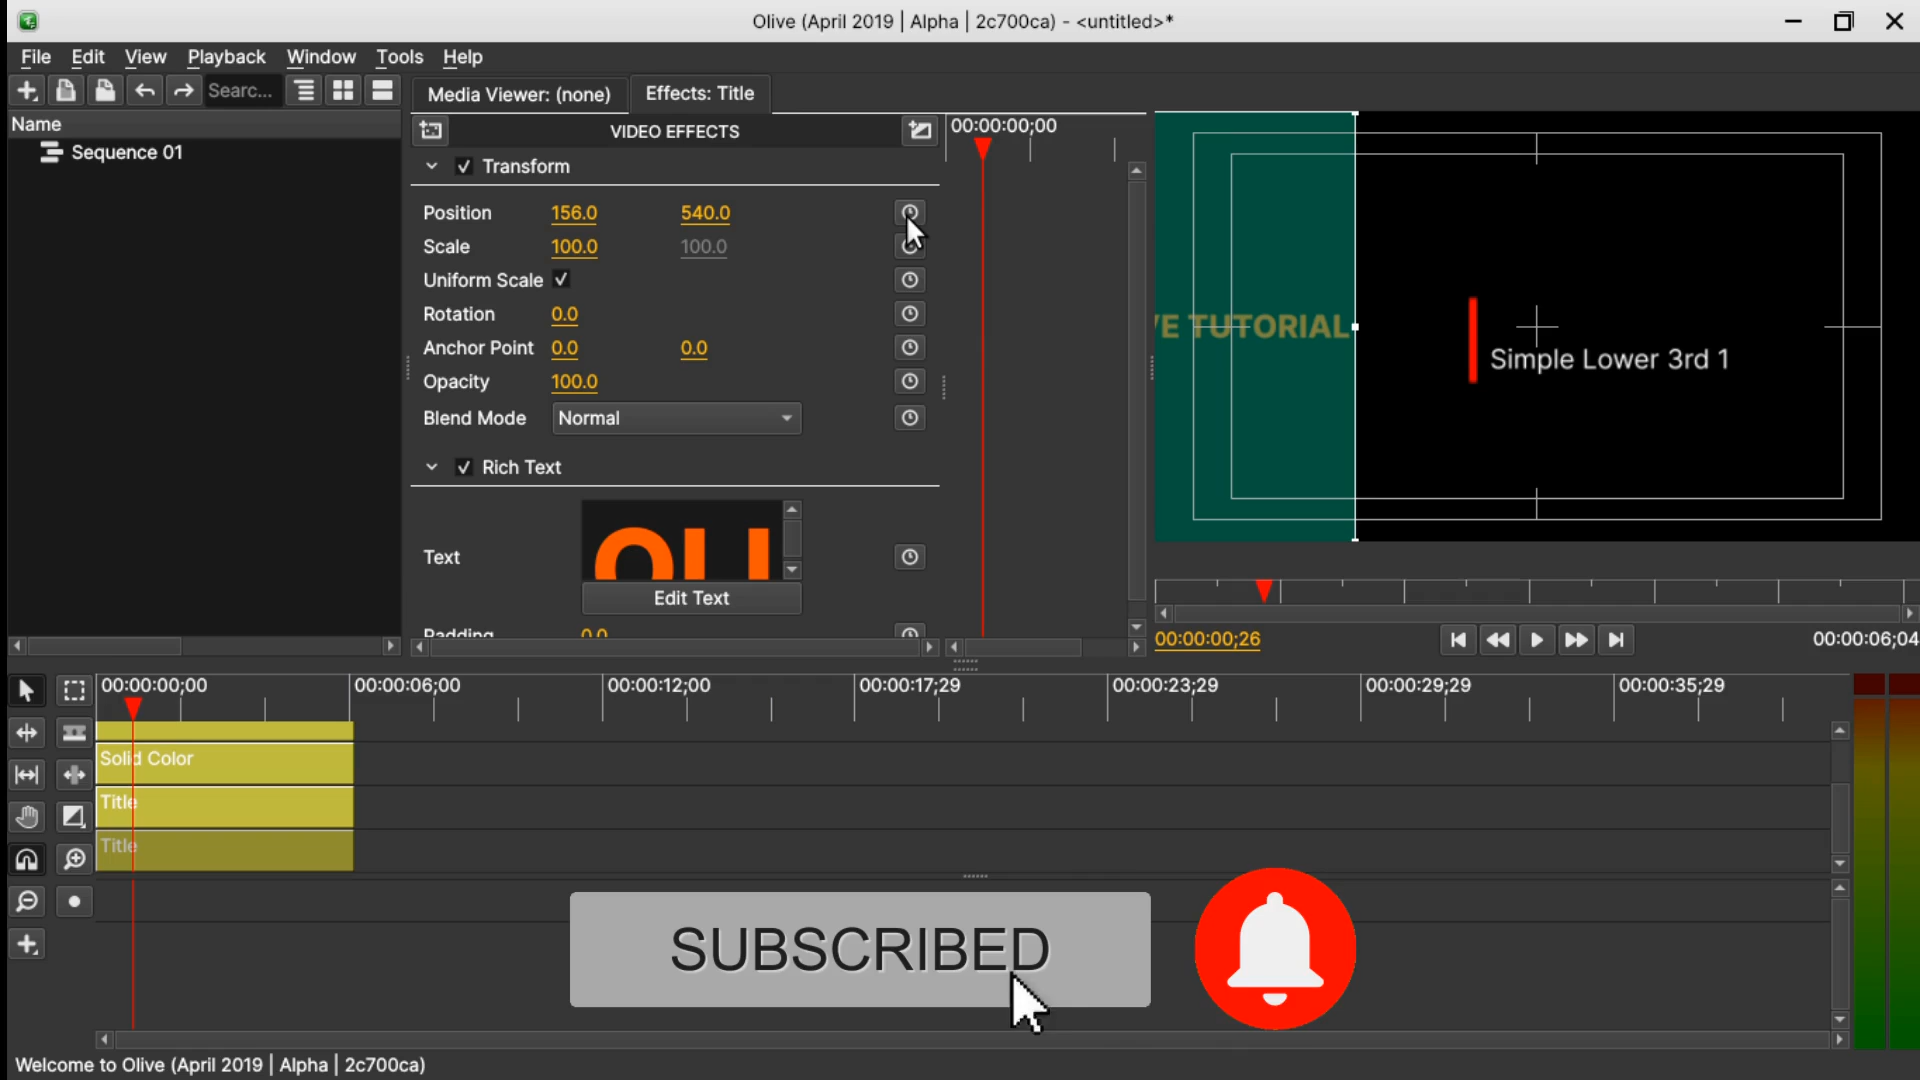 Olive (April 2019 | Alpha | 2c700ca) - <untitled>*
File Edit View Playback Window Tools Help
Searc...
Media Viewer: (none) Effects: Title
Name
Sequence 01
VIDEO EFFECTS
00:00:00;00
Transform
Position 156.0 540.0
Scale 100.0 100.0
Uniform Scale
Rotation 0.0
Anchor Point 0.0 0.0
Opacity 100.0
Blend Mode Normal
Rich Text
Text
Edit Text
Padding 0.0
VE TUTORIAL
Simple Lower 3rd 1
00:00:00;26
00:00:06;04
00:00:00;00 00:00:06;00 00:00:12;00 00:00:17;29 00:00:23;29 00:00:29;29 00:00:35;29
Solid Color
Title
Title
SUBSCRIBED
Welcome to Olive (April 2019 | Alpha | 2c700ca)